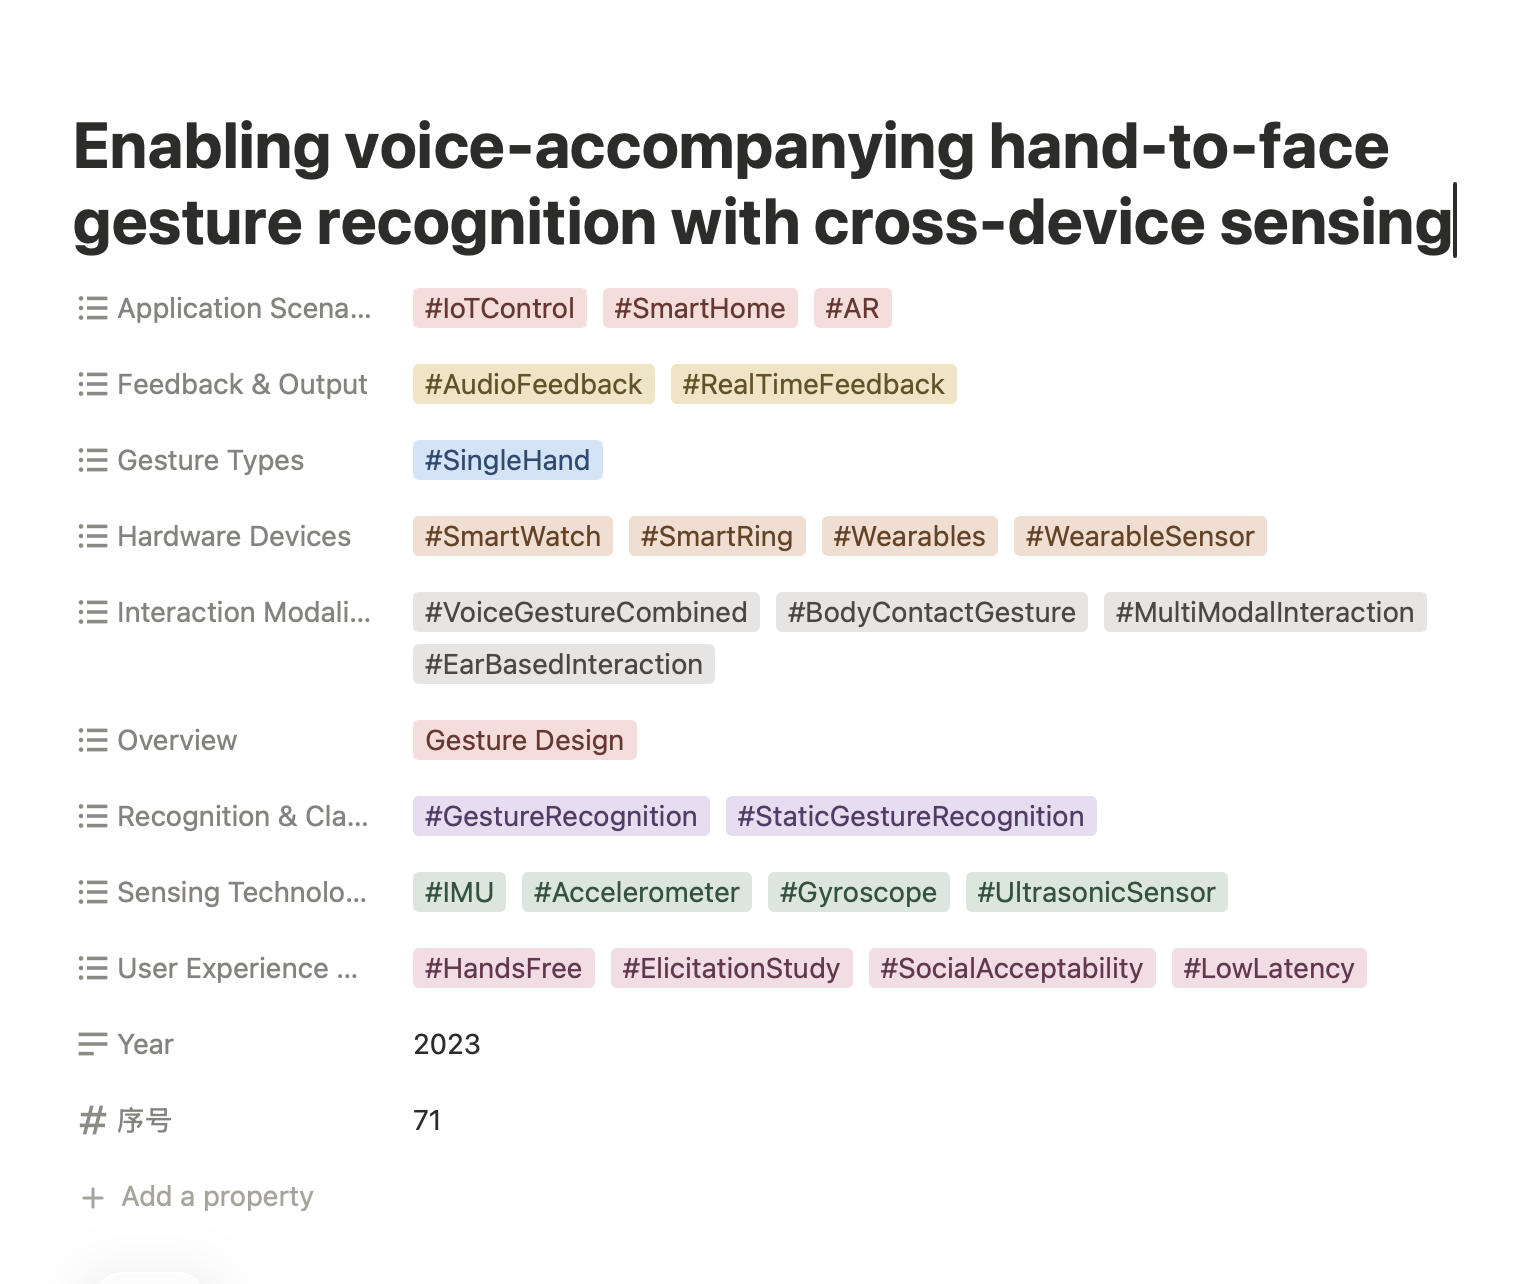 Enabling voice-accompanying hand-to-face
gesture recognition with cross-device sensing
Application Scena... #IoTControl #SmartHome #AR
Feedback & Output #AudioFeedback #RealTimeFeedback
Gesture Types #SingleHand
Hardware Devices #SmartWatch #SmartRing #Wearables #WearableSensor
Interaction Modali... #VoiceGestureCombined #BodyContactGesture #MultiModalInteraction
#EarBasedInteraction
Overview Gesture Design
Recognition & Cla... #GestureRecognition #StaticGestureRecognition
Sensing Technolo... #IMU #Accelerometer #Gyroscope #UltrasonicSensor
User Experience ... #HandsFree #ElicitationStudy #SocialAcceptability #LowLatency
Year 2023
# 序号 71
+ Add a property